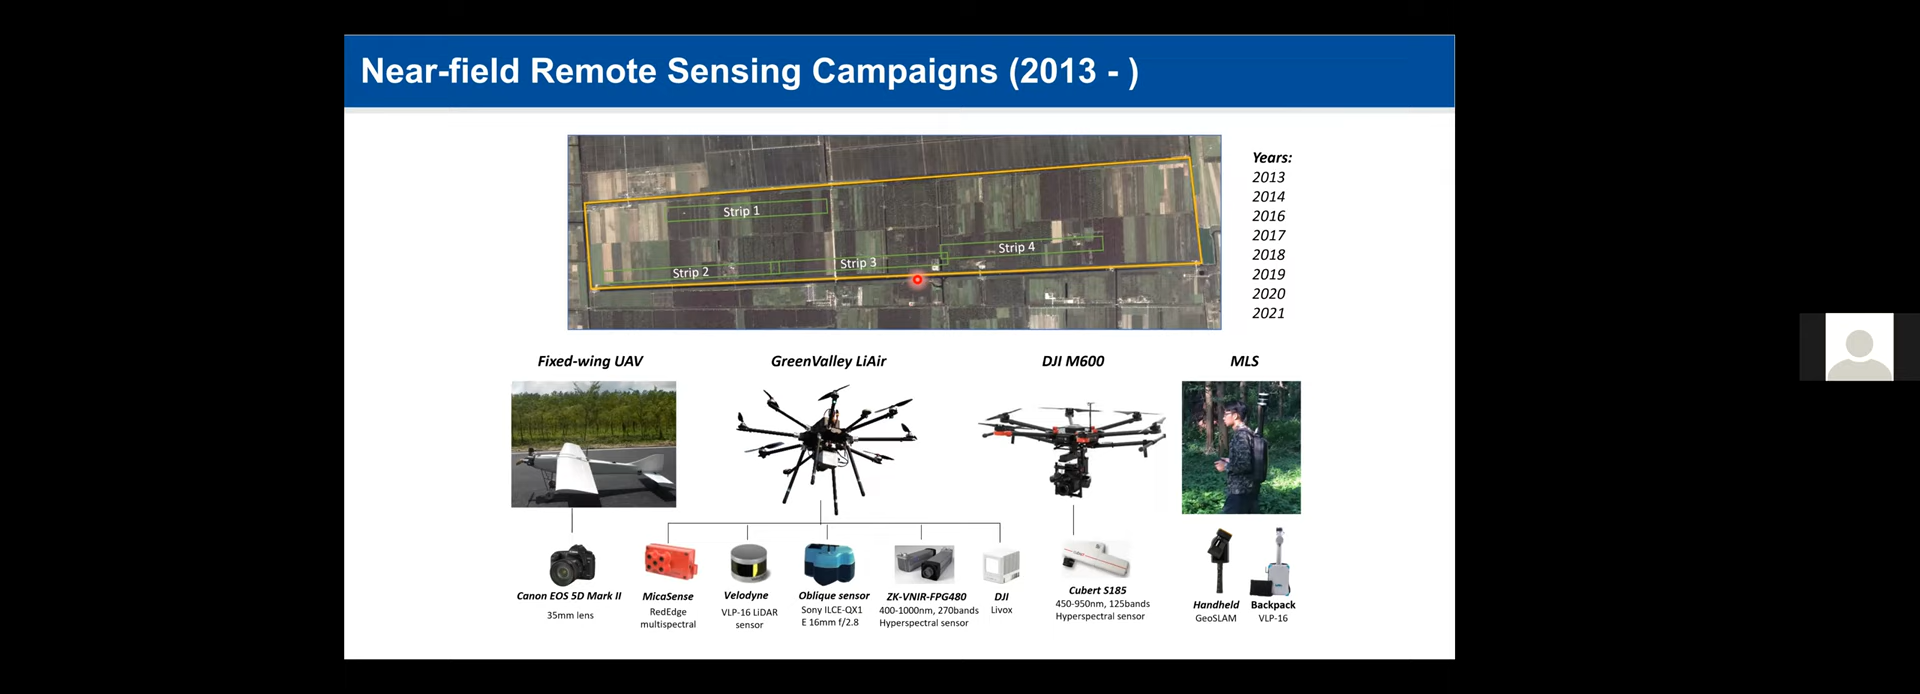 Near-field Remote Sensing Campaigns (2013 - )
Strip 1
Strip 2
Strip 3
Strip 4
Years:
2013
2014
2016
2017
2018
2019
2020
2021
Fixed-wing UAV
GreenValley LiAir
DJI M600
MLS
Canon EOS 5D Mark II
35mm lens
MicaSense
RedEdge
multispectral
Velodyne
VLP-16 LiDAR
sensor
Oblique sensor
Sony ILCE-QX1
E 16mm f/2.8
ZK-VNIR-FPG480
400-1000nm, 270bands
Hyperspectral sensor
DJI
Livox
Cubert S185
450-950nm, 125bands
Hyperspectral sensor
Handheld
GeoSLAM
Backpack
VLP-16